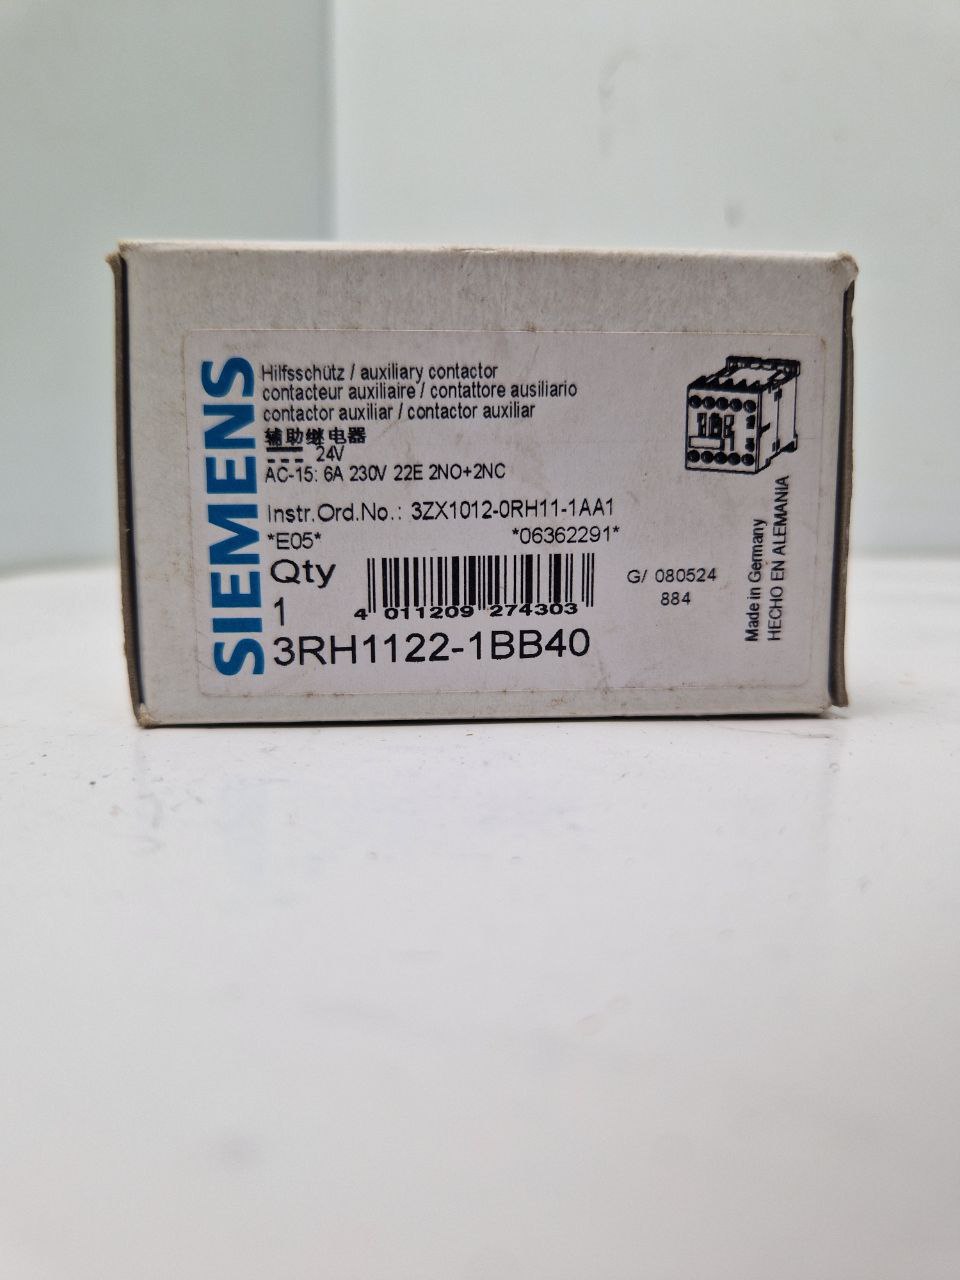 SIEMENS
Hilfsschütz / auxiliary contactor
contacteur auxiliaire / contattore ausiliario
contactor auxiliar / contactor auxiliar
辅助继电器
24V
AC-15: 6A 230V 22E 2NO+2NC
Instr.Ord.No.: 3ZX1012-0RH11-1AA1
*E05* *06362291*
Qty
1
4 011209 274303
3RH1122-1BB40
G/ 080524
884
Made in Germany
HECHO EN ALEMANIA